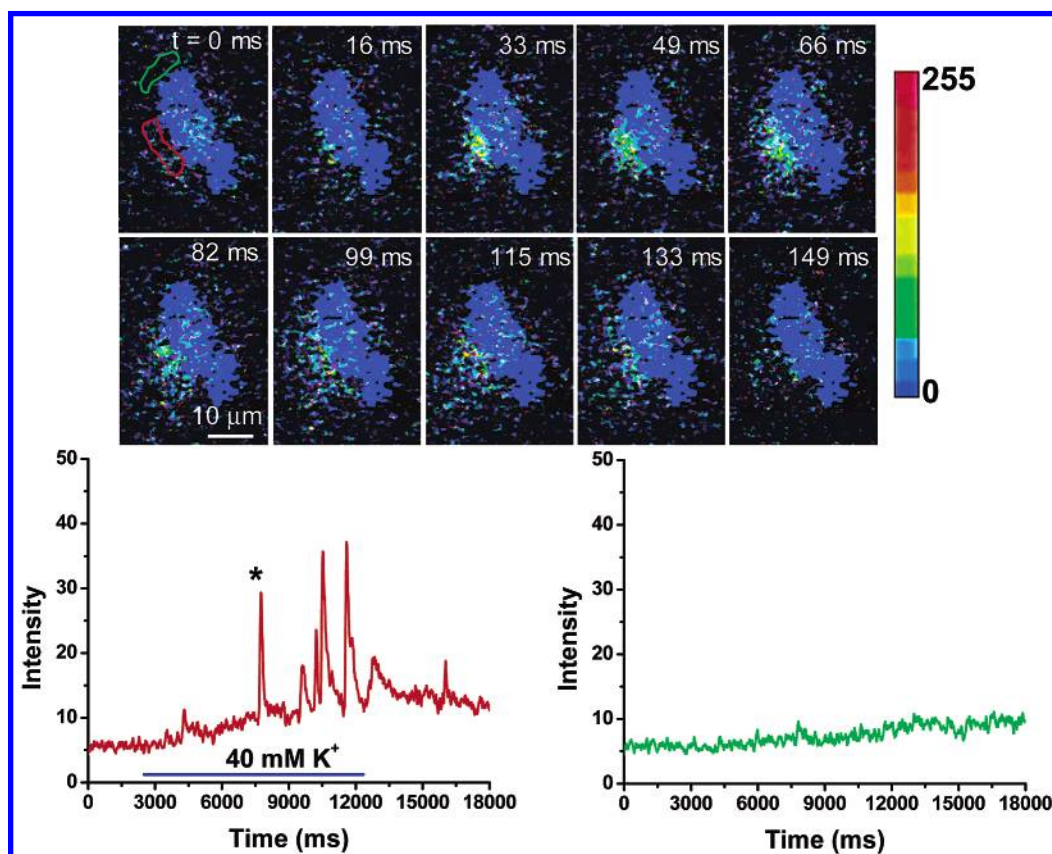 t = 0 ms
16 ms
33 ms
49 ms
66 ms
255
0
82 ms
99 ms
115 ms
133 ms
149 ms
10 μm
50
40
30
20
10
0
Intensity
*
40 mM K⁺
0 3000 6000 9000 12000 15000 18000
Time (ms)
50
40
30
20
10
0
Intensity
0 3000 6000 9000 12000 15000 18000
Time (ms)